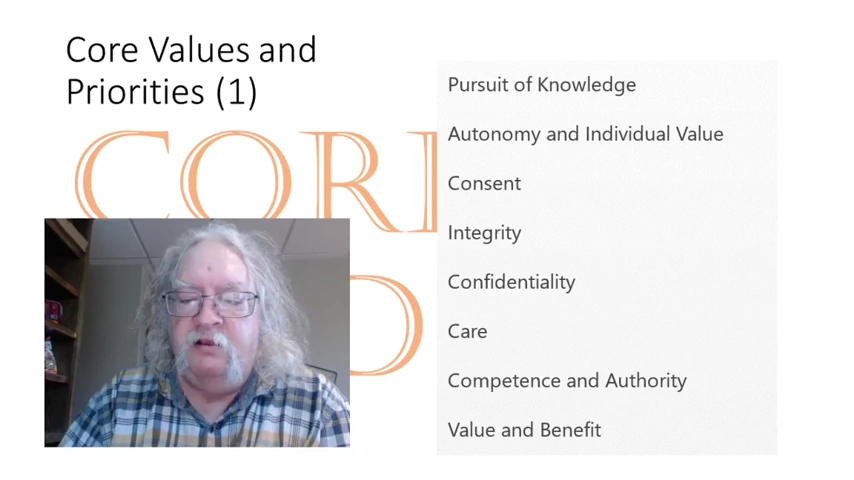 Core Values and
Priorities (1)
Pursuit of Knowledge
Autonomy and Individual Value
Consent
Integrity
Confidentiality
Care
Competence and Authority
Value and Benefit